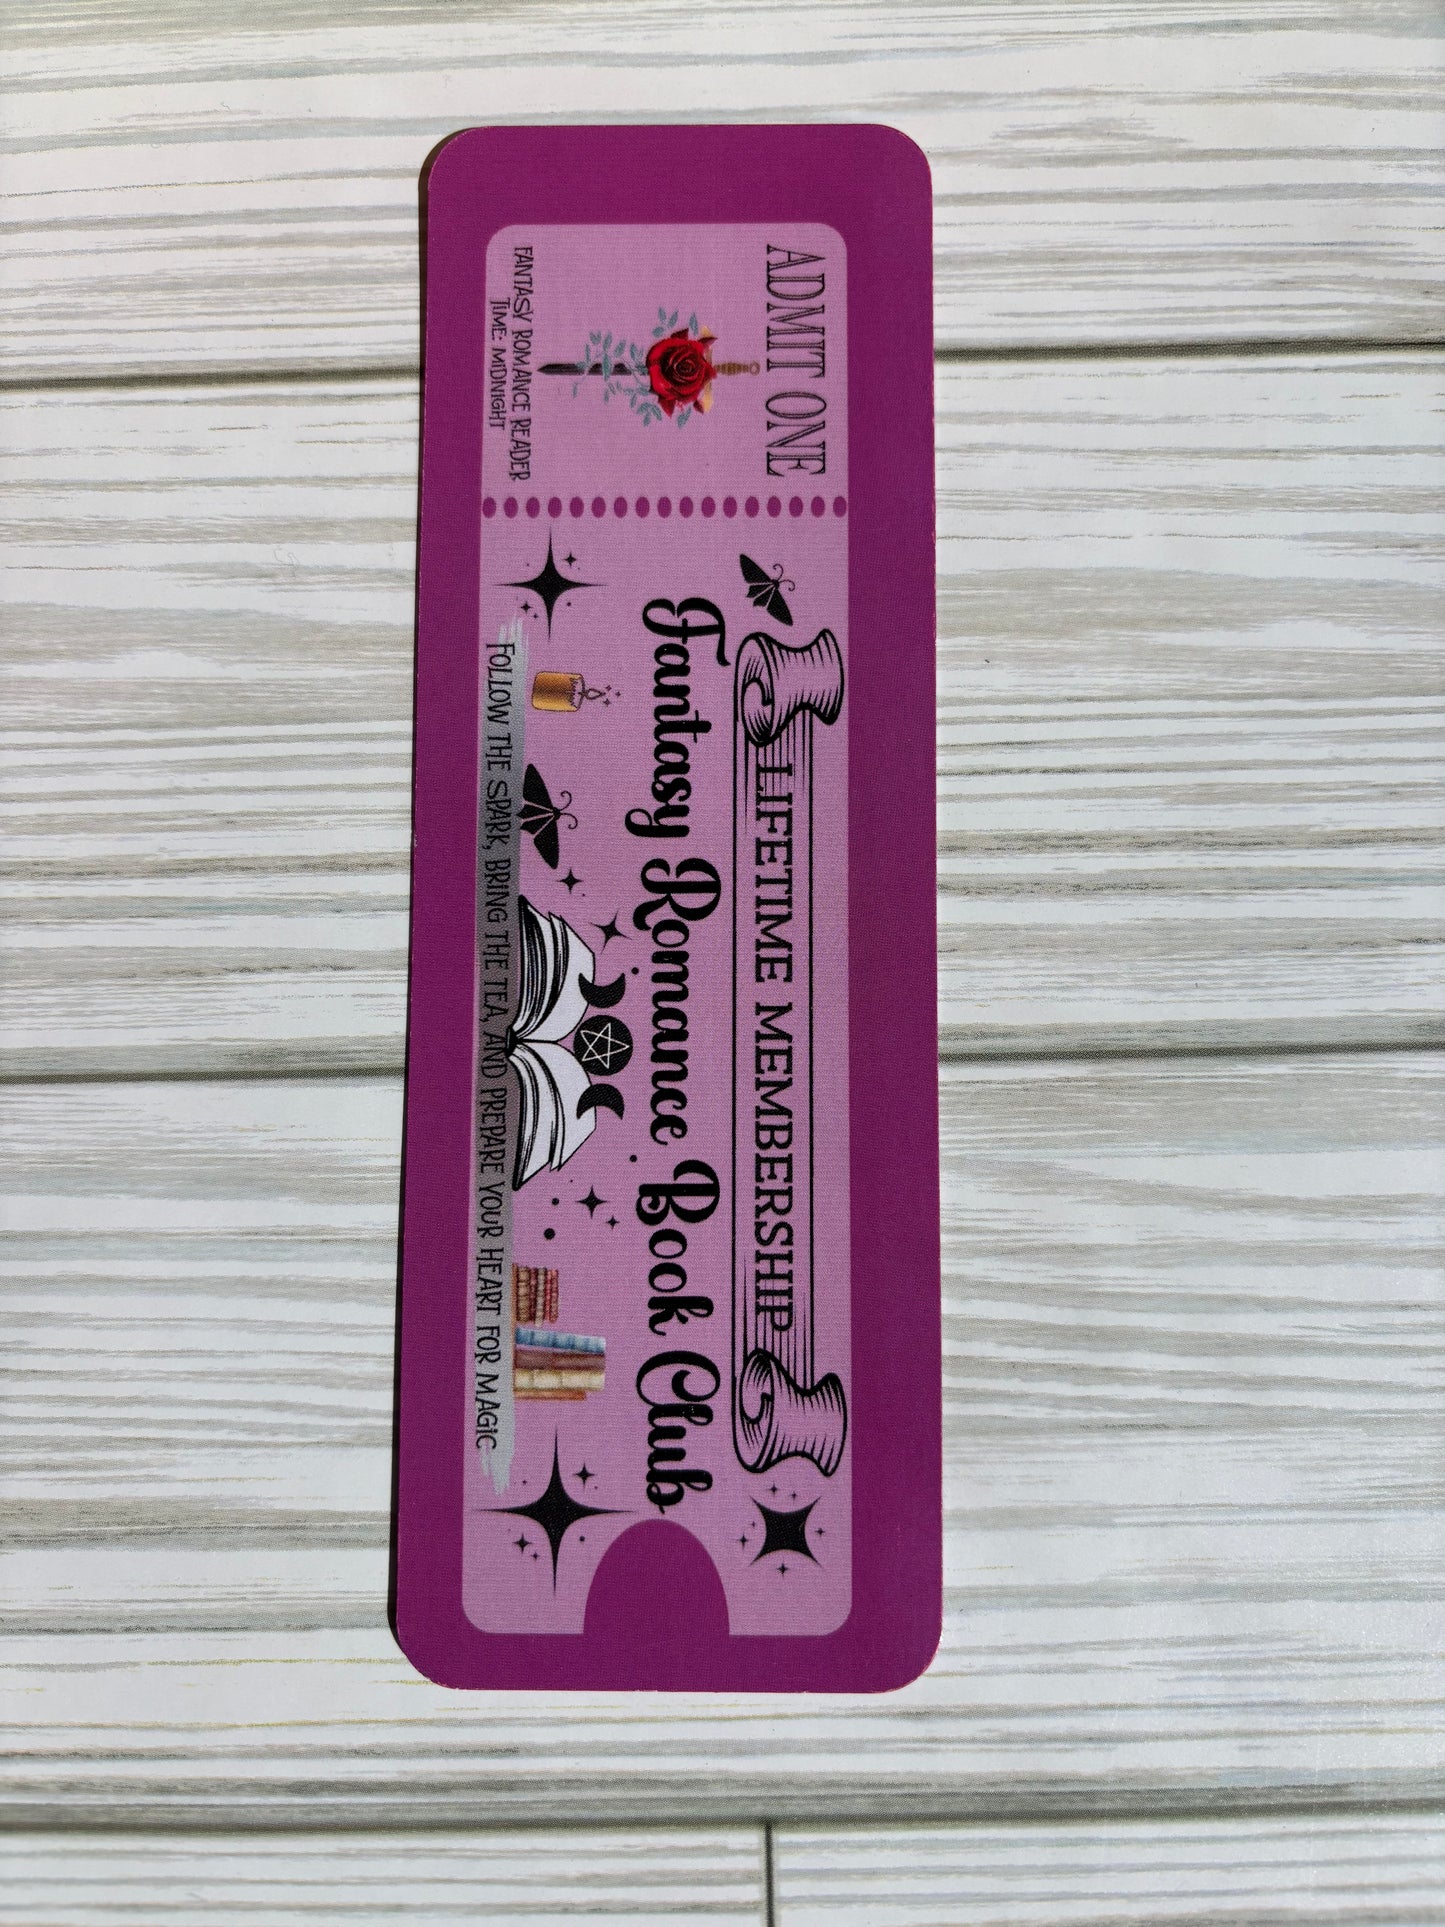 ADMIT ONE
FANTASY ROMANCE READER
TIME: MIDNIGHT
LIFETIME MEMBERSHIP
Fantasy Romance Book Club
FOLLOW THE SPARK, BRING THE TEA, AND PREPARE YOUR HEART FOR MAGIC